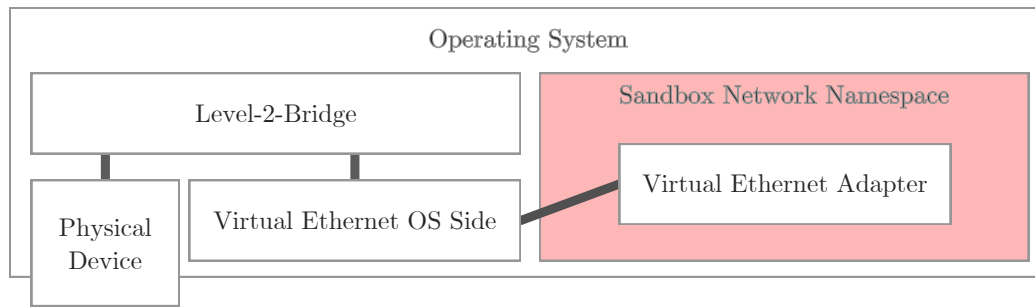 Operating System
Level-2-Bridge
Sandbox Network Namespace
Virtual Ethernet Adapter
Virtual Ethernet OS Side
Physical
Device